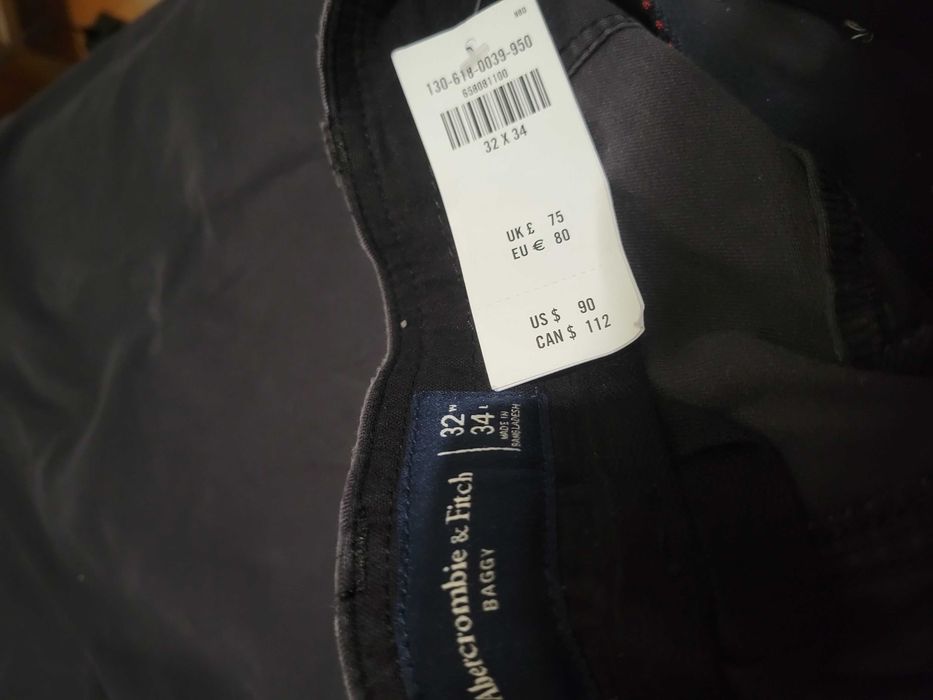 130-618-0039-950
658081100
32 X 34
UK £ 75
EU € 80
US $ 90
CAN $ 112
Abercrombie & Fitch
BAGGY
32 W
34 L
MADE IN
BANGLADESH